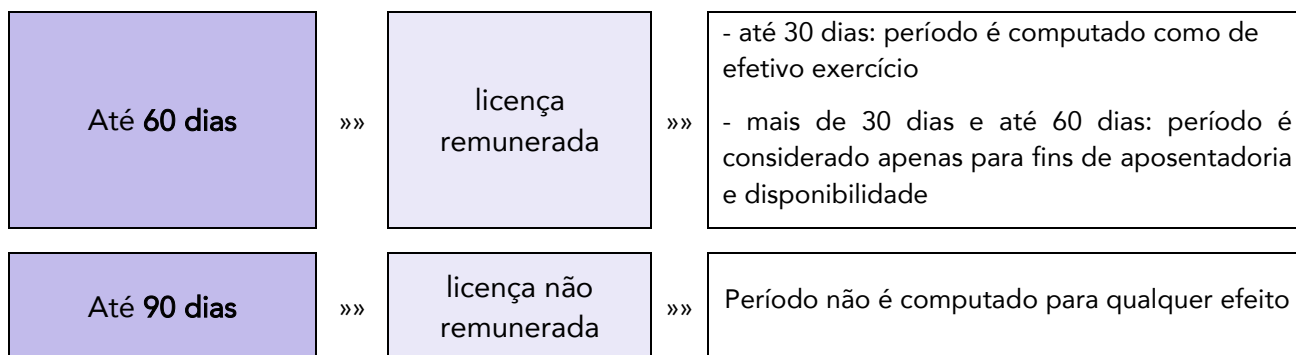 Até 60 dias
»»
licença
remunerada
»»
- até 30 dias: período é computado como de
efetivo exercício
- mais de 30 dias e até 60 dias: período é
considerado apenas para fins de aposentadoria
e disponibilidade
Até 90 dias
»»
licença não
remunerada
»»
Período não é computado para qualquer efeito